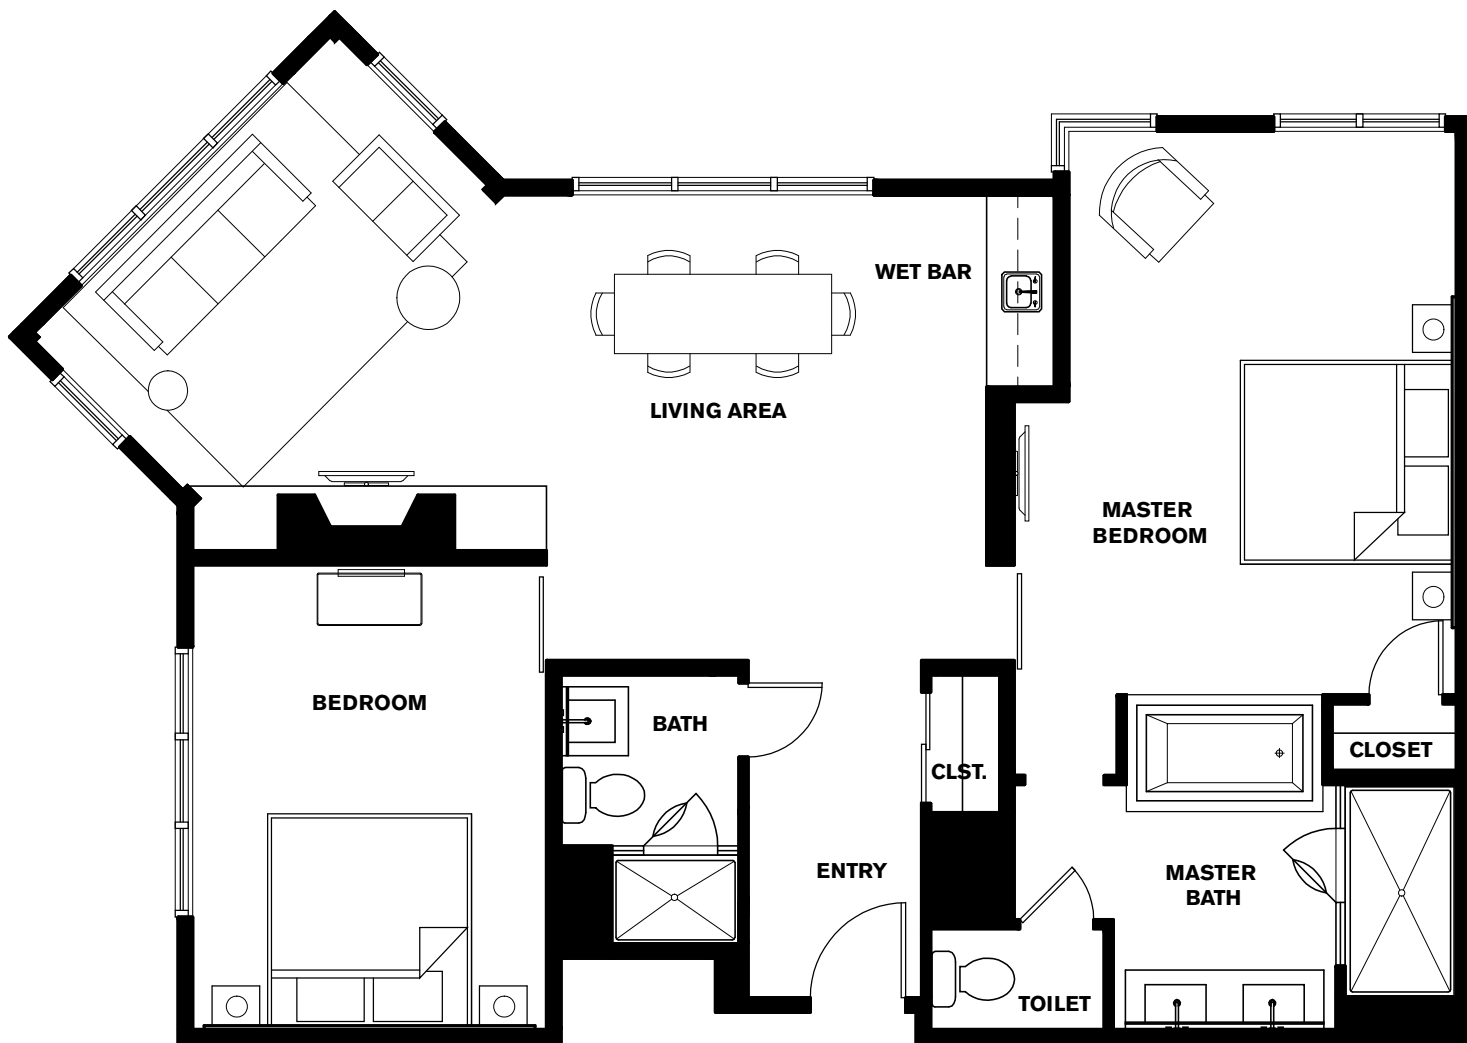 WET BAR
LIVING AREA
MASTER
BEDROOM
BEDROOM
BATH
CLST.
CLOSET
ENTRY
MASTER
BATH
TOILET